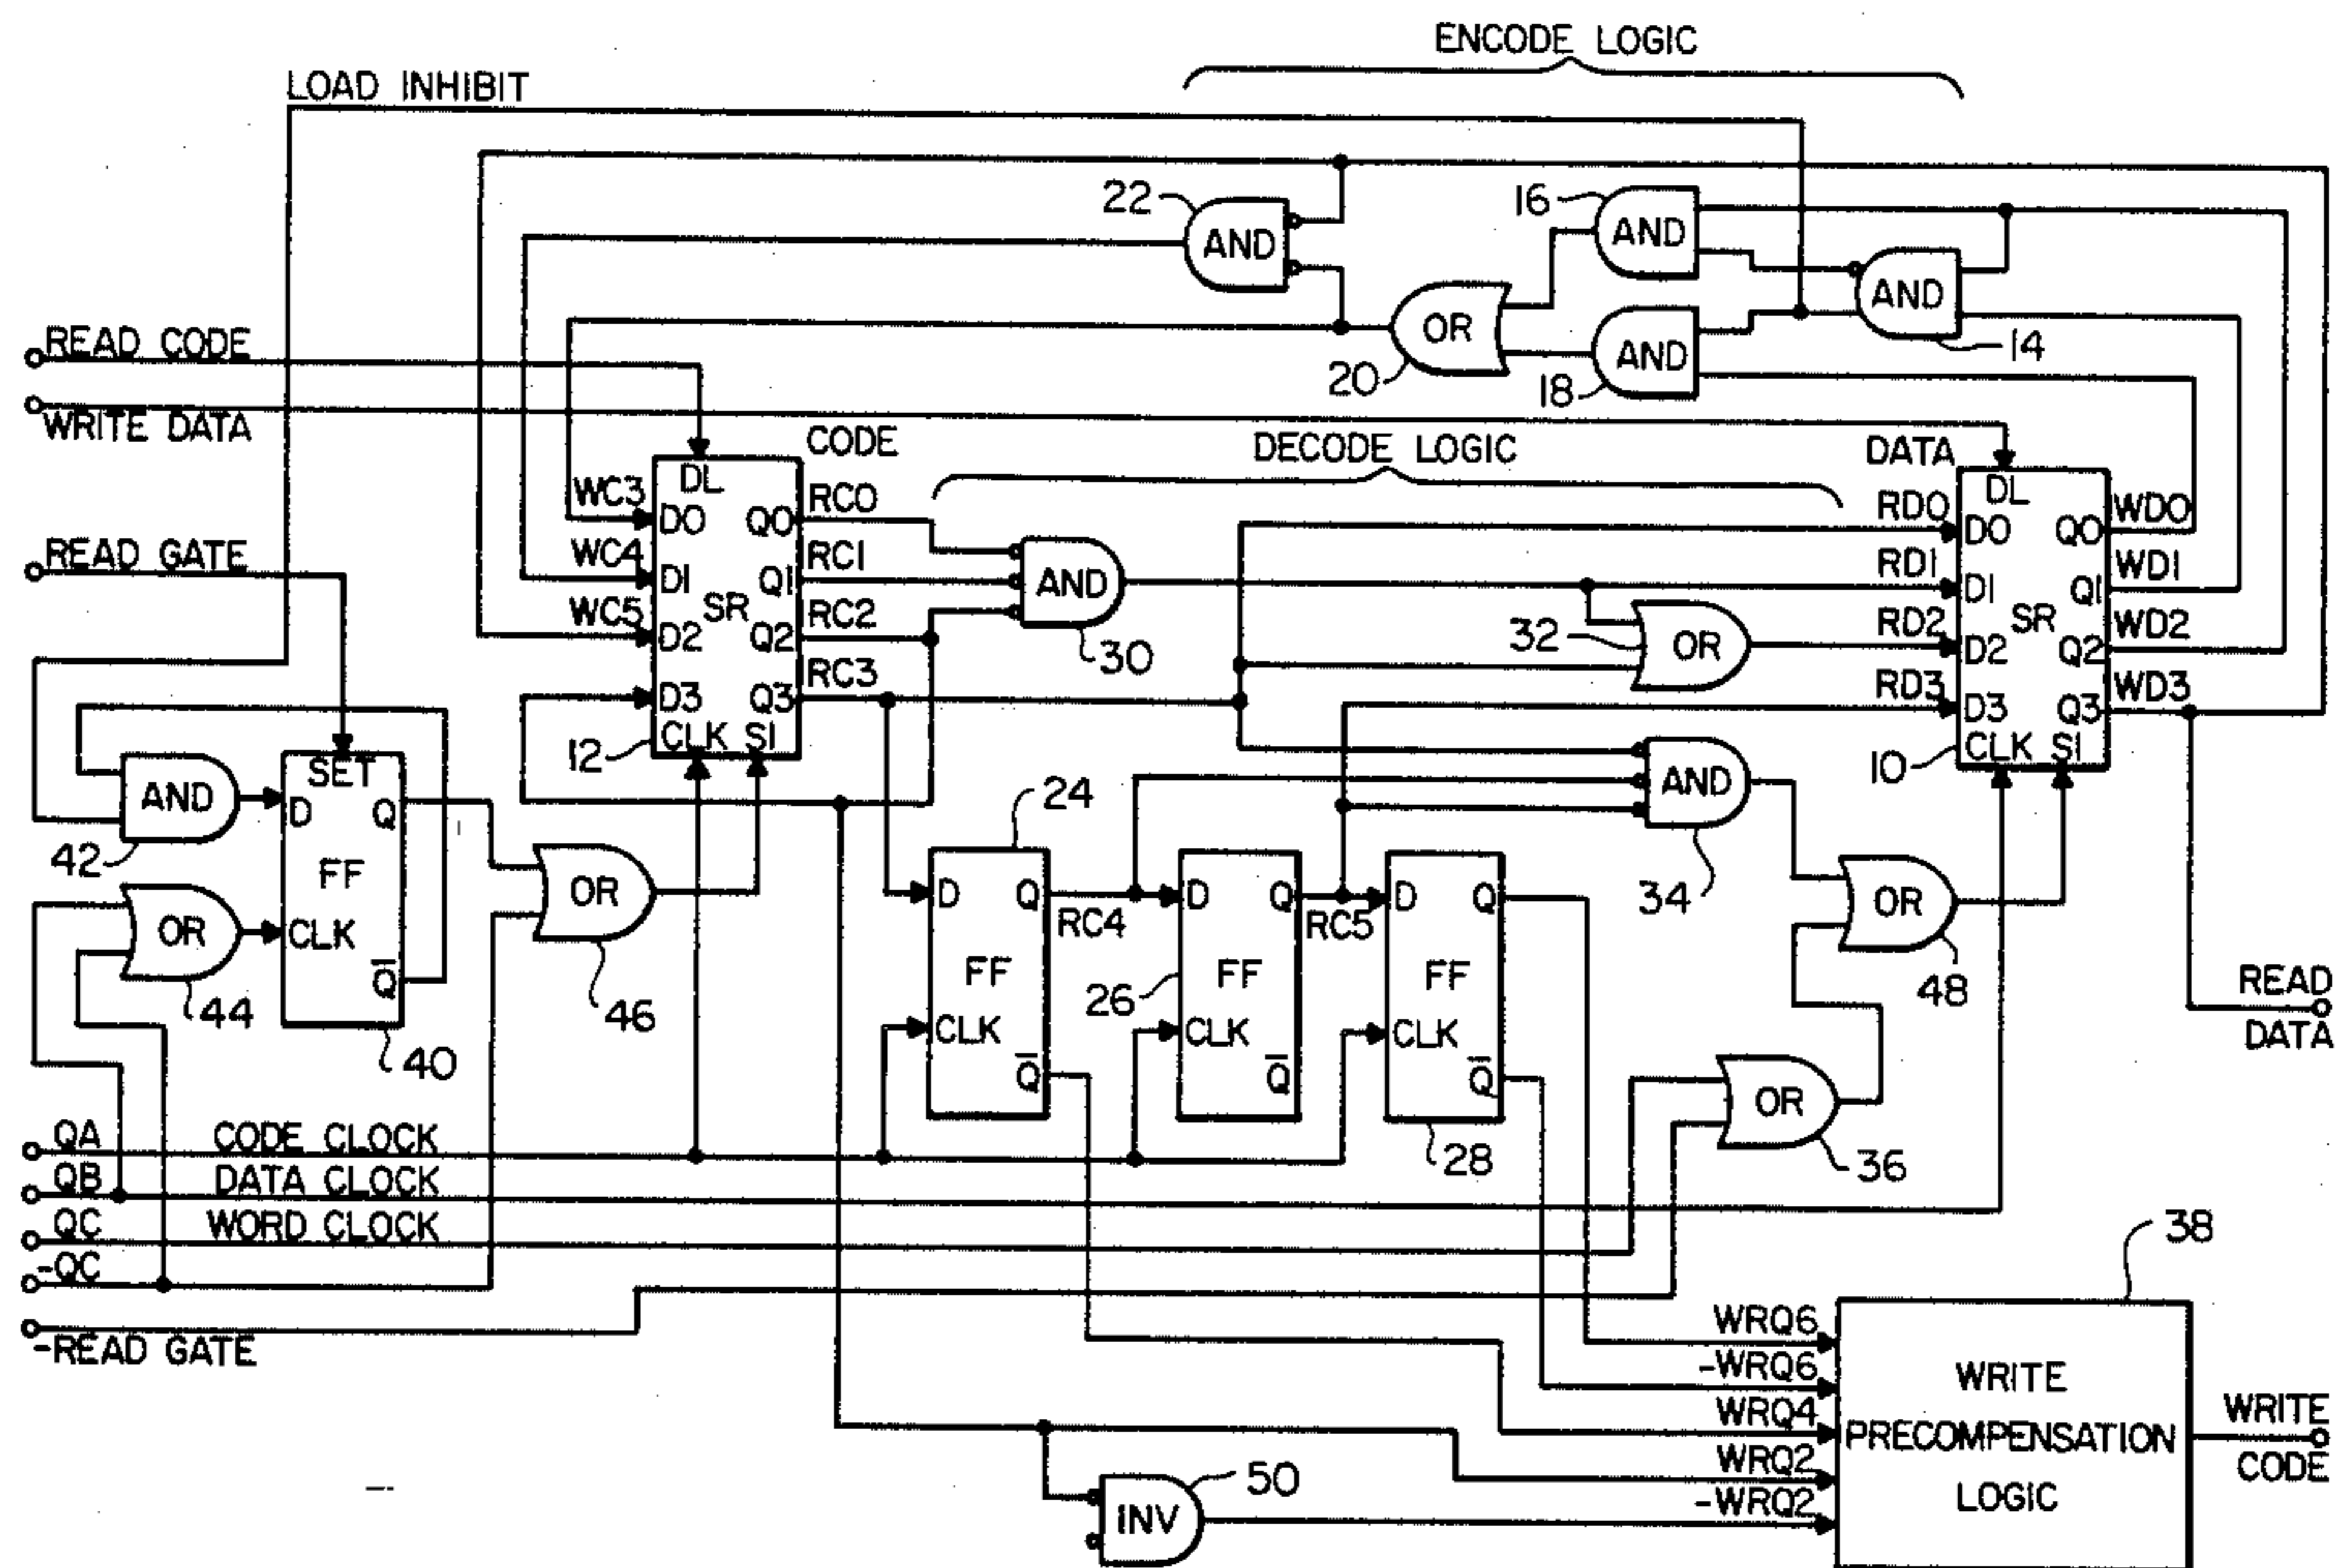 ENCODE LOGIC
LOAD INHIBIT
22
AND
16
AND
AND
14
OR
20
AND
18
READ CODE
WRITE DATA
READ GATE
CODE
DECODE LOGIC
DATA
DL
WC3
D0
Q0
RC0
WC4
D1
Q1
RC1
SR
WC5
D2
Q2
RC2
D3
Q3
RC3
CLK
SI
12
AND
30
OR
32
DL
RD0
D0
Q0
WD0
RD1
D1
Q1
WD1
SR
RD2
D2
Q2
WD2
RD3
D3
Q3
WD3
CLK
SI
10
AND
42
SET
D
Q
FF
CLK
Q̅
40
OR
44
OR
46
24
D
Q
RC4
FF
CLK
Q̅
26
D
Q
RC5
FF
CLK
Q̅
D
Q
FF
CLK
Q̅
28
AND
34
OR
48
READ
DATA
OR
36
QA CODE CLOCK
QB DATA CLOCK
QC WORD CLOCK
-QC
-READ GATE
38
WRQ6
-WRQ6
WRQ4
WRQ2
-WRQ2
WRITE
PRECOMPENSATION
LOGIC
WRITE
CODE
INV
50